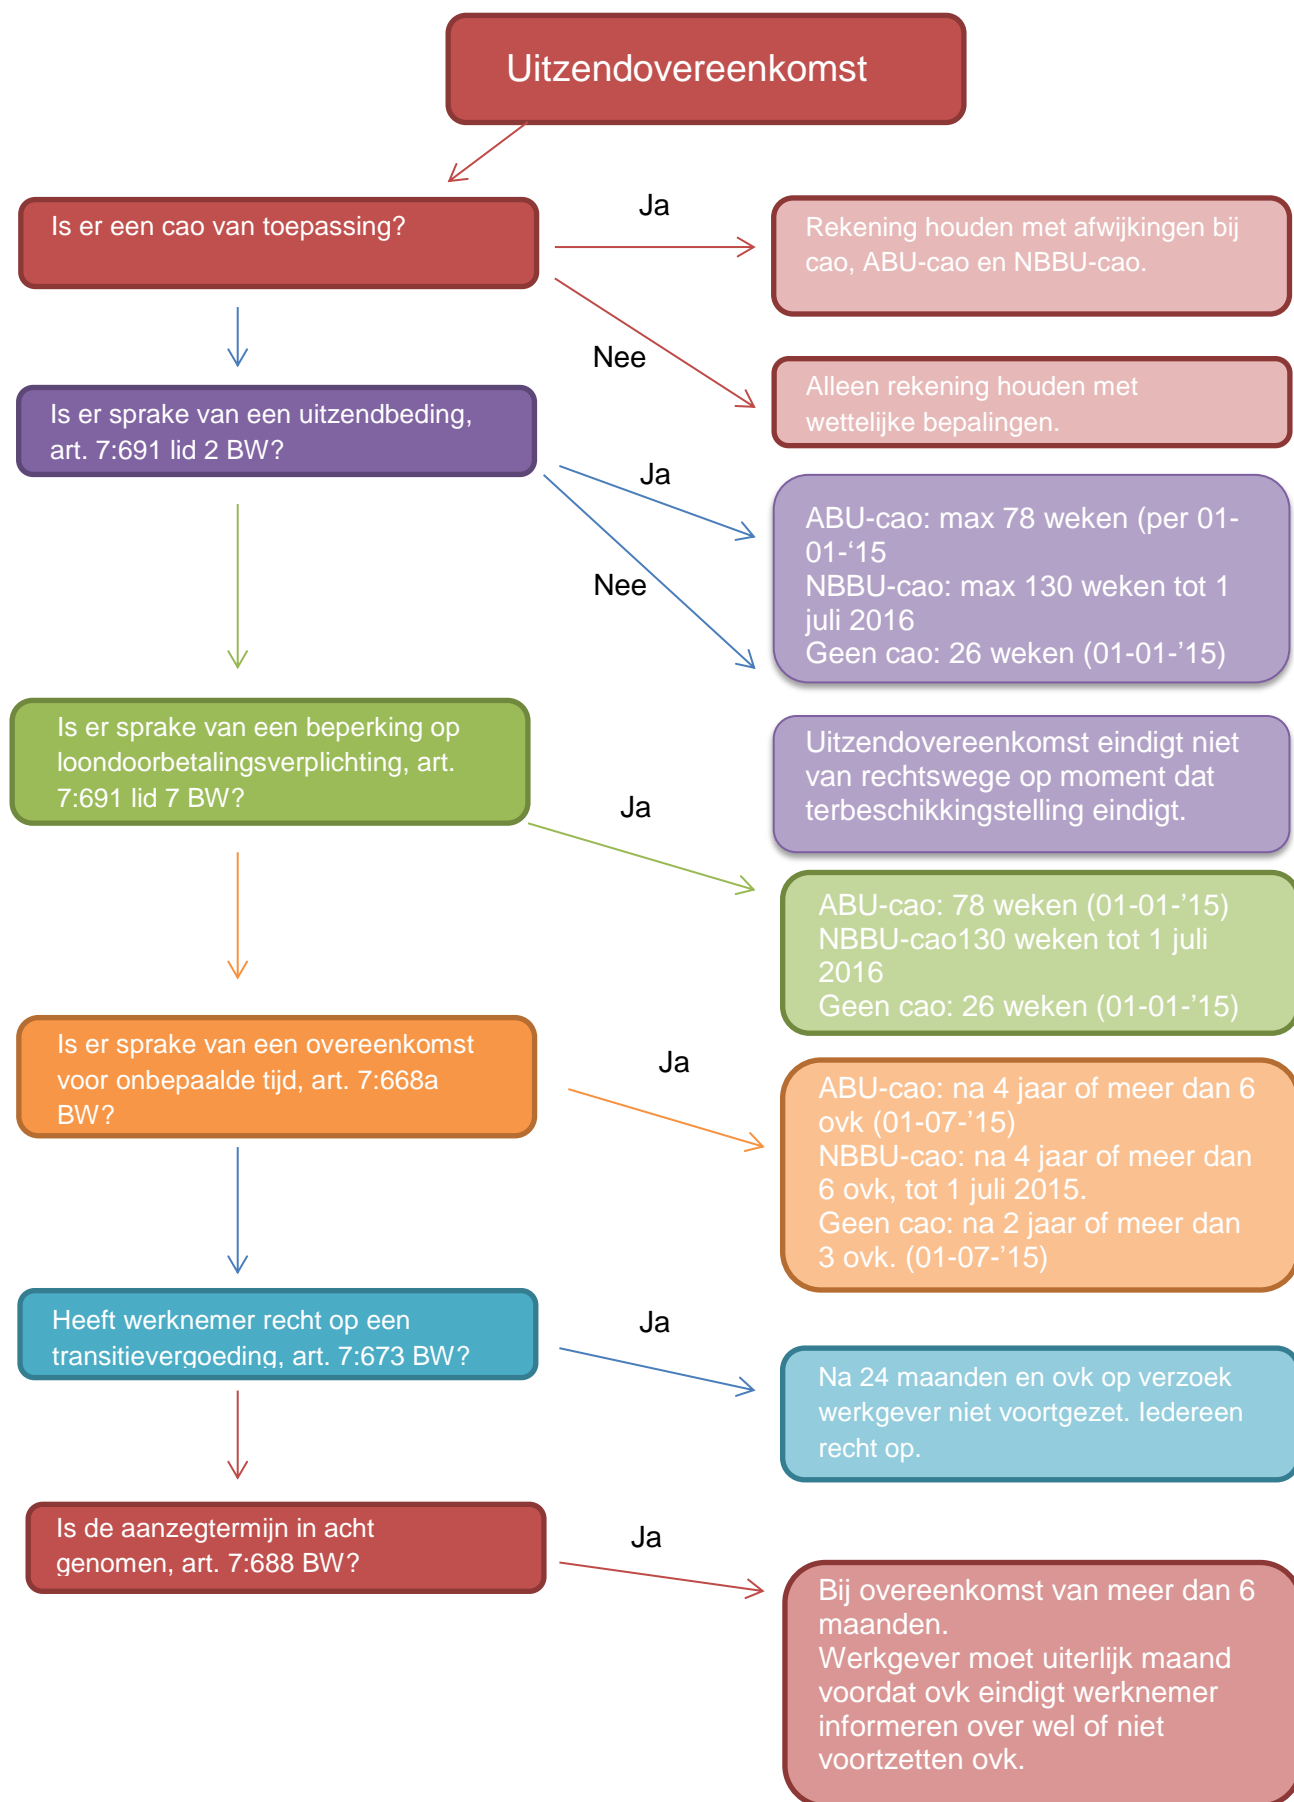 Uitzendovereenkomst
Is er een cao van toepassing?
Ja
Rekening houden met afwijkingen bij
cao, ABU-cao en NBBU-cao.
Nee
Alleen rekening houden met
wettelijke bepalingen.
Is er sprake van een uitzendbeding,
art. 7:691 lid 2 BW?
Ja
ABU-cao: max 78 weken (per 01-
01-‘15
NBBU-cao: max 130 weken tot 1
juli 2016
Geen cao: 26 weken (01-01-’15)
Nee
Uitzendovereenkomst eindigt niet
van rechtswege op moment dat
terbeschikkingstelling eindigt.
Is er sprake van een beperking op
loondoorbetalingsverplichting, art.
7:691 lid 7 BW?
Ja
ABU-cao: 78 weken (01-01-’15)
NBBU-cao130 weken tot 1 juli
2016
Geen cao: 26 weken (01-01-’15)
Is er sprake van een overeenkomst
voor onbepaalde tijd, art. 7:668a
BW?
Ja
ABU-cao: na 4 jaar of meer dan 6
ovk (01-07-’15)
NBBU-cao: na 4 jaar of meer dan
6 ovk, tot 1 juli 2015.
Geen cao: na 2 jaar of meer dan
3 ovk. (01-07-’15)
Heeft werknemer recht op een
transitievergoeding, art. 7:673 BW?
Ja
Na 24 maanden en ovk op verzoek
werkgever niet voortgezet. Iedereen
recht op.
Is de aanzegtermijn in acht
genomen, art. 7:688 BW?
Ja
Bij overeenkomst van meer dan 6
maanden.
Werkgever moet uiterlijk maand
voordat ovk eindigt werknemer
informeren over wel of niet
voortzetten ovk.